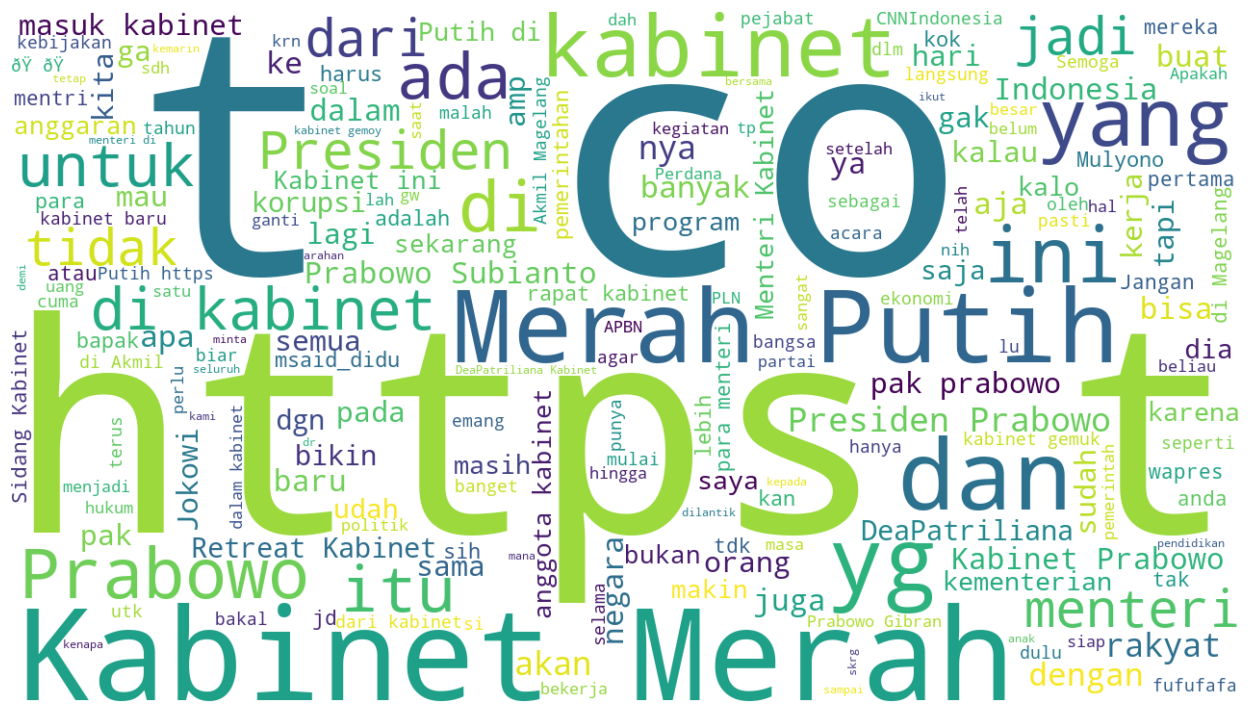 masuk kabinet
kebijakan
kemarin
krn
dari
Putih di
pejabat
CNNIndonesia
kabinet
jadi
mereka
ðŸ ðŸ
sdh
ga
ke
harus
ada
dlm
kok
hari
Semoga
buat
Apakah
mentri
kita
soal
tetap
dalam
saat
malah
amp
bersama
langsung
Indonesia
ikut
anggaran
tahun
kabinet gemoy
menteri di
t co
pemerintahan
kegiatan
tp
nya
setelah
ya
gak
besar
belum
yang
untuk
Presiden
Akmil Magelang
di
Perdana
banyak
Menteri Kabinet
kalau
Mulyono
pertama
para
mau
Kabinet ini
korupsi
lah
gw
adalah
program
sebagai
kalo
oleh
hal
kabinet baru
ganti
lagi
sekarang
acara
telah
aja
pasti
kerja
tapi
tidak
arahan
nih
ini
di Magelang
demi
atau
Putih https
Prabowo Subianto
saja
Jangan
uang
cuma
satu
di kabinet
Merah Putih
rapat kabinet
PLN
sangat
ekonomi
bisa
bapak
apa
minta
semua
APBN
bangsa
partai
lu
dia
di Akmil
biar
seluruh
msaid_didu
agar
beliau
DeaPatriliana Kabinet
pak prabowo
https t
Sidang Kabinet
perlu
kami
dgn
pada
emang
anggota kabinet
punya
lebih
para menteri
Presiden Prabowo
karena
terus
Jokowi
dalam kabinet
bikin
dr
masih
hingga
mulai
hanya
kabinet gemuk
seperti
menjadi
baru
banget
kepada
saya
kan
dan
sudah
pemerintah
wapres
hukum
udah
dilantik
anda
pak
politik
DeaPatriliana
Retreat Kabinet
sih
mana
tdk
masa
pendidikan
Prabowo
sama
negara
bukan
orang
yg
Kabinet Prabowo
itu
makin
kementerian
tak
utk
selama
juga
menteri
Kabinet Merah
bakal
jd
dari kabinet
si
Prabowo Gibran
anak
siap
rakyat
kenapa
akan
skrg
dulu
bekerja
sampai
dengan
fufufafa